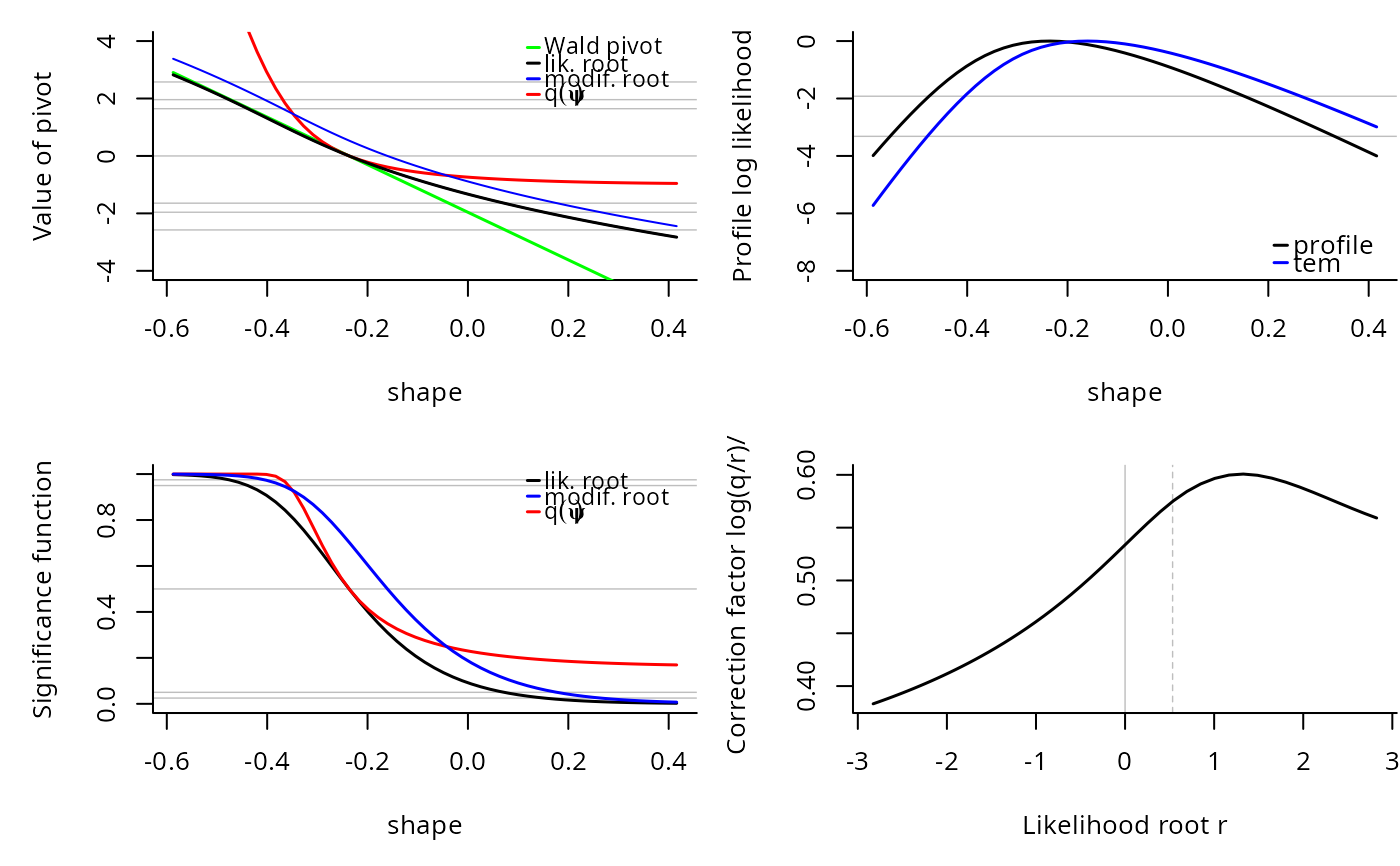 Value of pivot
4
2
0
-2
-4
Wald pivot
lik. root
modif. root
q(ψ
-0.6 -0.4 -0.2 0.0 0.2 0.4
shape
Profile log likelihood
0
-2
-4
-6
-8
profile
tem
-0.6 -0.4 -0.2 0.0 0.2 0.4
shape
Significance function
0.8
0.4
0.0
lik. root
modif. root
q(ψ
-0.6 -0.4 -0.2 0.0 0.2 0.4
shape
Correction factor log(q/r)/
0.60
0.50
0.40
-3 -2 -1 0 1 2 3
Likelihood root r